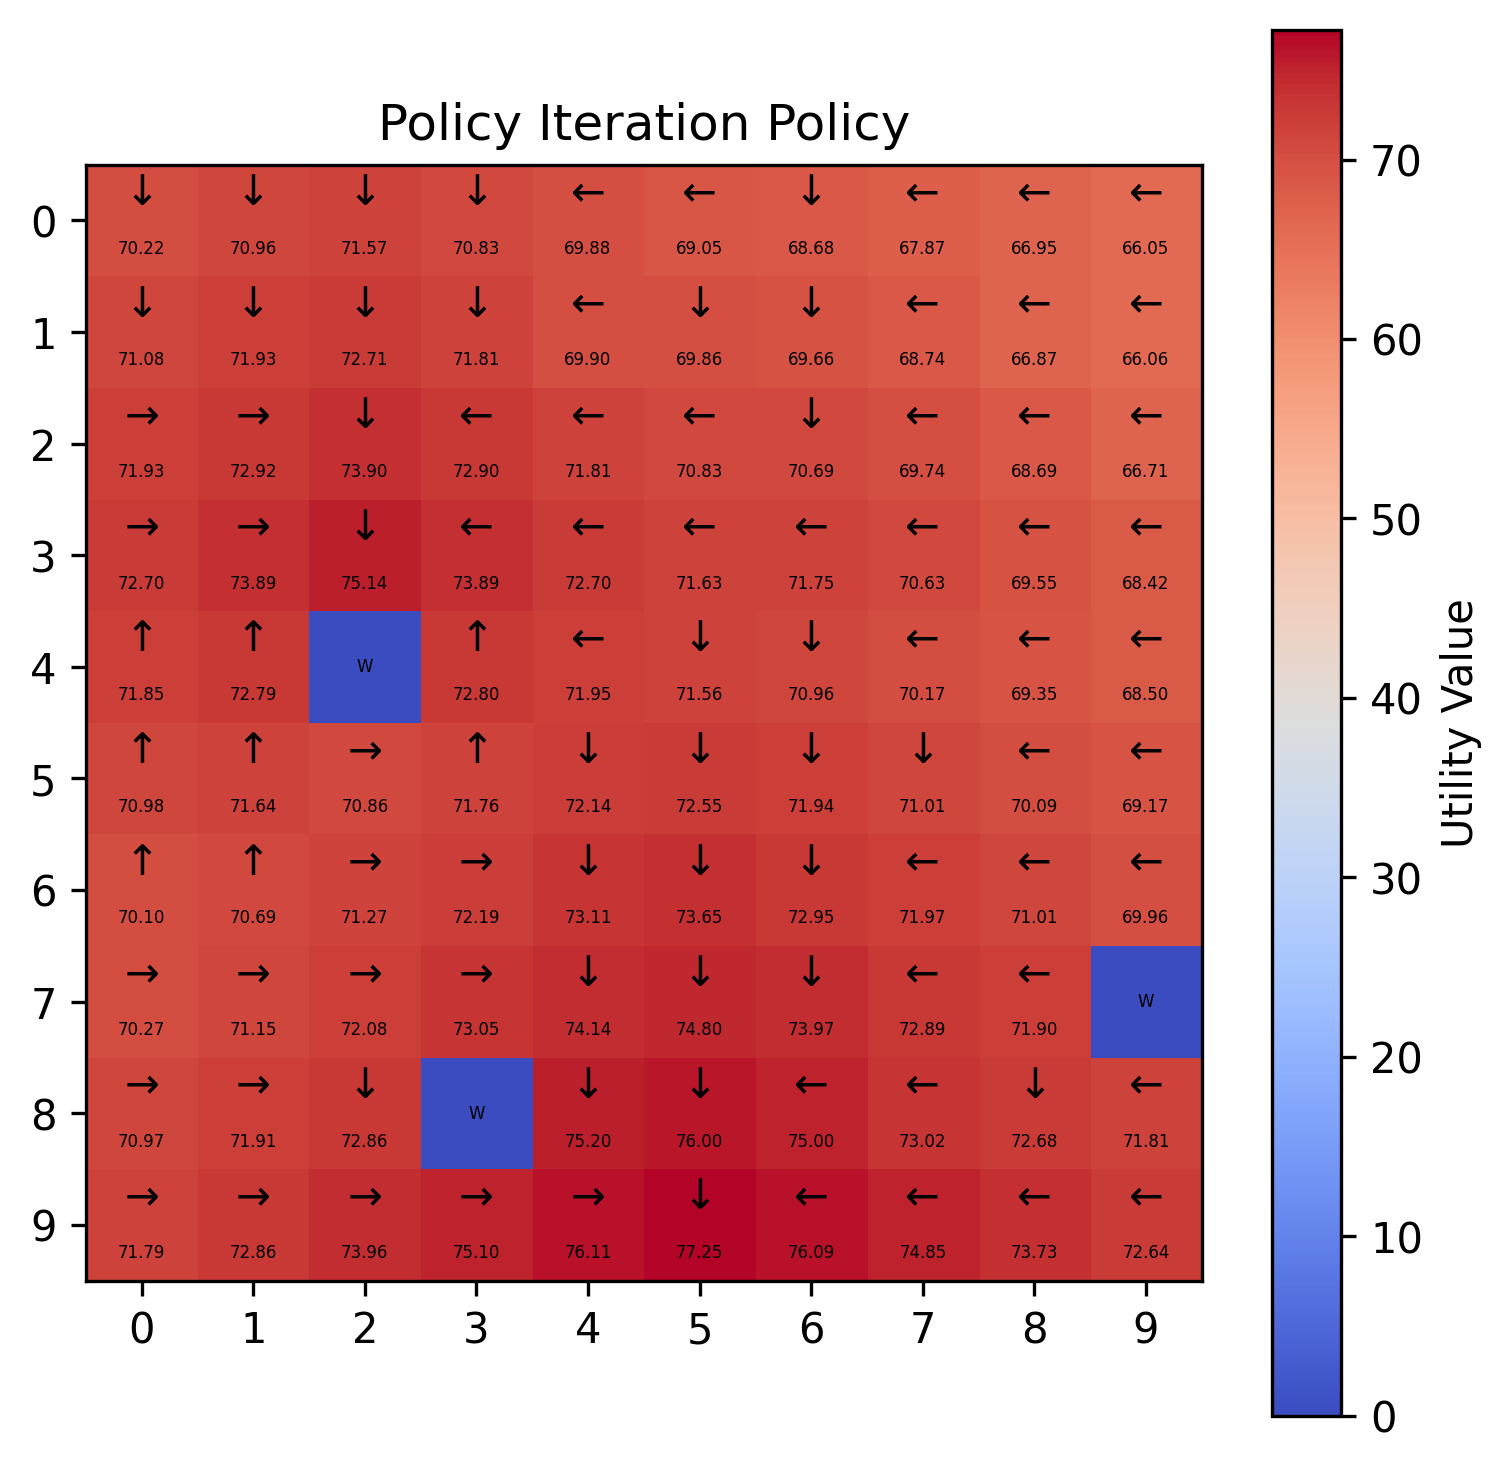 Policy Iteration Policy
↓ ↓ ↓ ↓ ← ← ↓ ← ← ←
0 70.22 70.96 71.57 70.83 69.88 69.05 68.68 67.87 66.95 66.05
↓ ↓ ↓ ↓ ← ↓ ↓ ← ← ←
1 71.08 71.93 72.71 71.81 69.90 69.86 69.66 68.74 66.87 66.06
→ → ↓ ← ← ← ↓ ← ← ←
2 71.93 72.92 73.90 72.90 71.81 70.83 70.69 69.74 68.69 66.71
→ → ↓ ← ← ← ← ← ← ←
3 72.70 73.89 75.14 73.89 72.70 71.63 71.75 70.63 69.55 68.42
↑ ↑ W ↑ ← ↓ ↓ ← ← ←
4 71.85 72.79 72.80 71.95 71.56 70.96 70.17 69.35 68.50
↑ ↑ → ↑ ↓ ↓ ↓ ↓ ← ←
5 70.98 71.64 70.86 71.76 72.14 72.55 71.94 71.01 70.09 69.17
↑ ↑ → → ↓ ↓ ↓ ← ← ←
6 70.10 70.69 71.27 72.19 73.11 73.65 72.95 71.97 71.01 69.96
→ → → → ↓ ↓ ↓ ← ← W
7 70.27 71.15 72.08 73.05 74.14 74.80 73.97 72.89 71.90
→ → ↓ W ↓ ↓ ← ← ↓ ←
8 70.97 71.91 72.86 75.20 76.00 75.00 73.02 72.68 71.81
→ → → → → ↓ ← ← ← ←
9 71.79 72.86 73.96 75.10 76.11 77.25 76.09 74.85 73.73 72.64
0 1 2 3 4 5 6 7 8 9
70
60
50
40
30
20
10
0
Utility Value